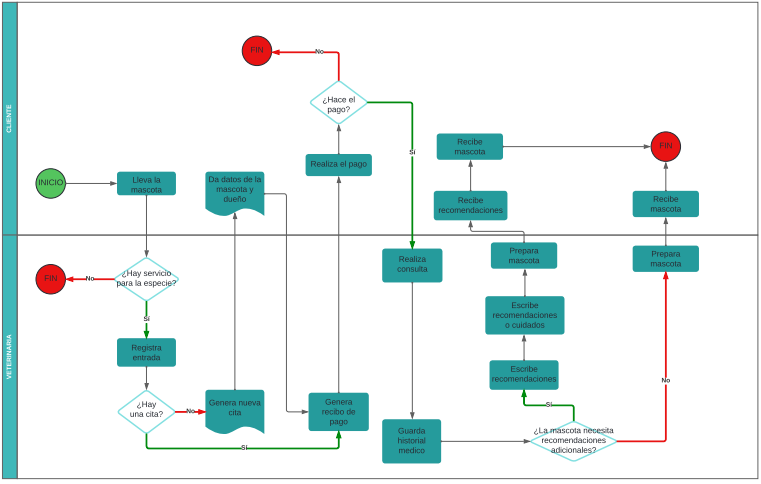 CLIENTE
VETERINARIA
INICIO
Lleva la
mascota
¿Hay servicio
para la especie?
No
FIN
Sí
Registra
entrada
¿Hay
una cita?
No
Genera nueva
cita
Sí
Da datos de la
mascota y
dueño
Genera
recibo de
pago
Realiza el pago
¿Hace el
pago?
No
FIN
Sí
Realiza
consulta
Guarda
historial
medico
¿La mascota necesita
recomendaciones
adicionales?
Sí
Escribe
recomendaciones
Escribe
recomendaciones
o cuidados
Prepara
mascota
Recibe
recomendaciones
Recibe
mascota
No
Prepara
mascota
Recibe
mascota
FIN